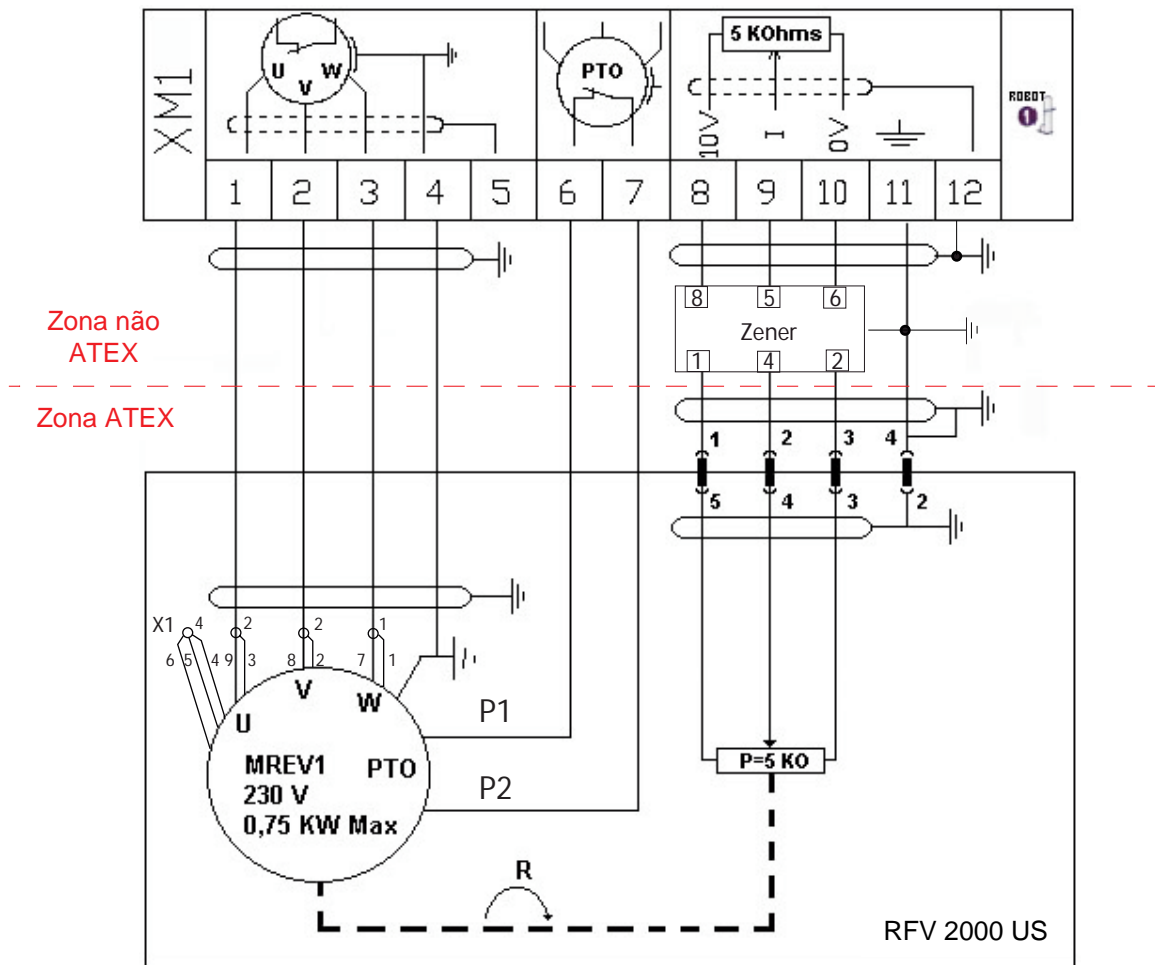 XM1
U V W
PTO
5 KOhms
10V I 0V
ROBOT
1
1 2 3 4 5 6 7 8 9 10 11 12
8 5 6
Zener
1 4 2
Zona não
ATEX
Zona ATEX
1 2 3 4
5 4 3 2
X1 4 2 2 1
6 5 4 9 3 8 2 7 1
U V W
MREV1 PTO
230 V
0,75 KW Max
P1
P2
P=5 KO
R
RFV 2000 US